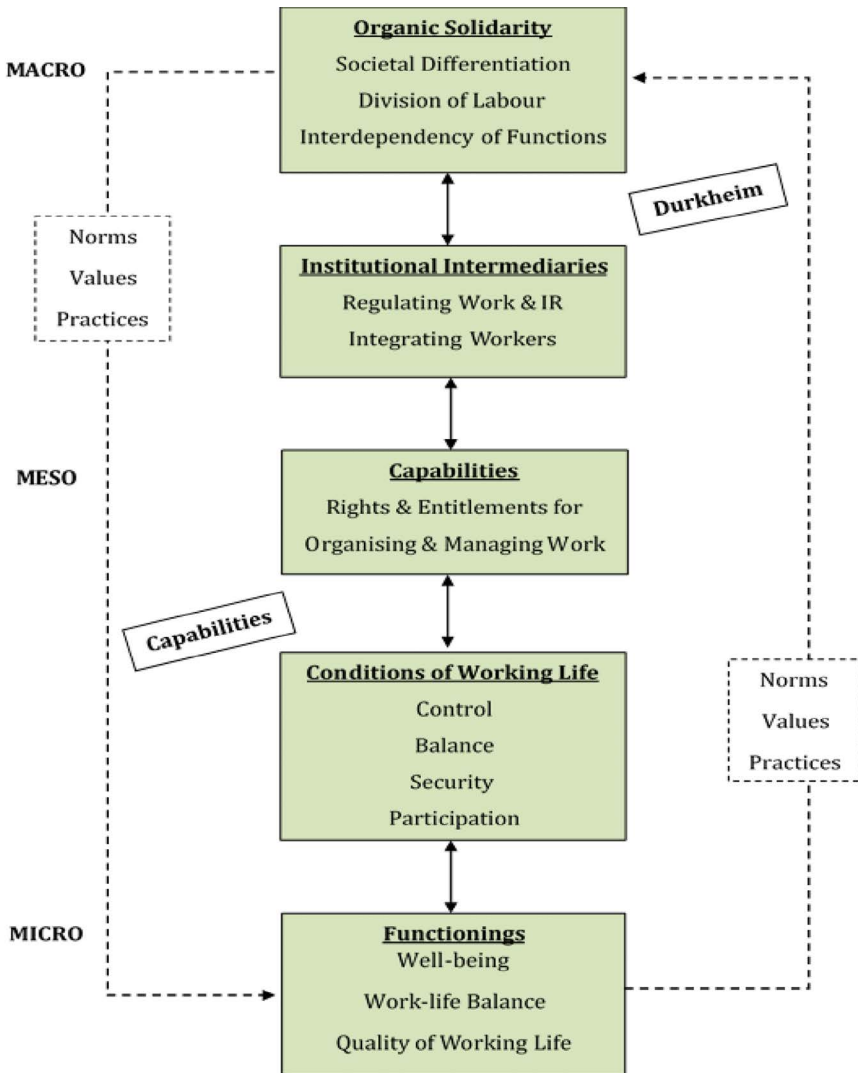 Organic Solidarity
MACRO
Societal Differentiation
Division of Labour
Interdependency of Functions
Durkheim
Norms
Values
Practices
Institutional Intermediaries
Regulating Work & IR
Integrating Workers
MESO
Capabilities
Rights & Entitlements for
Organising & Managing Work
Capabilities
Conditions of Working Life
Control
Balance
Security
Participation
Norms
Values
Practices
MICRO
Functionings
Well-being
Work-life Balance
Quality of Working Life